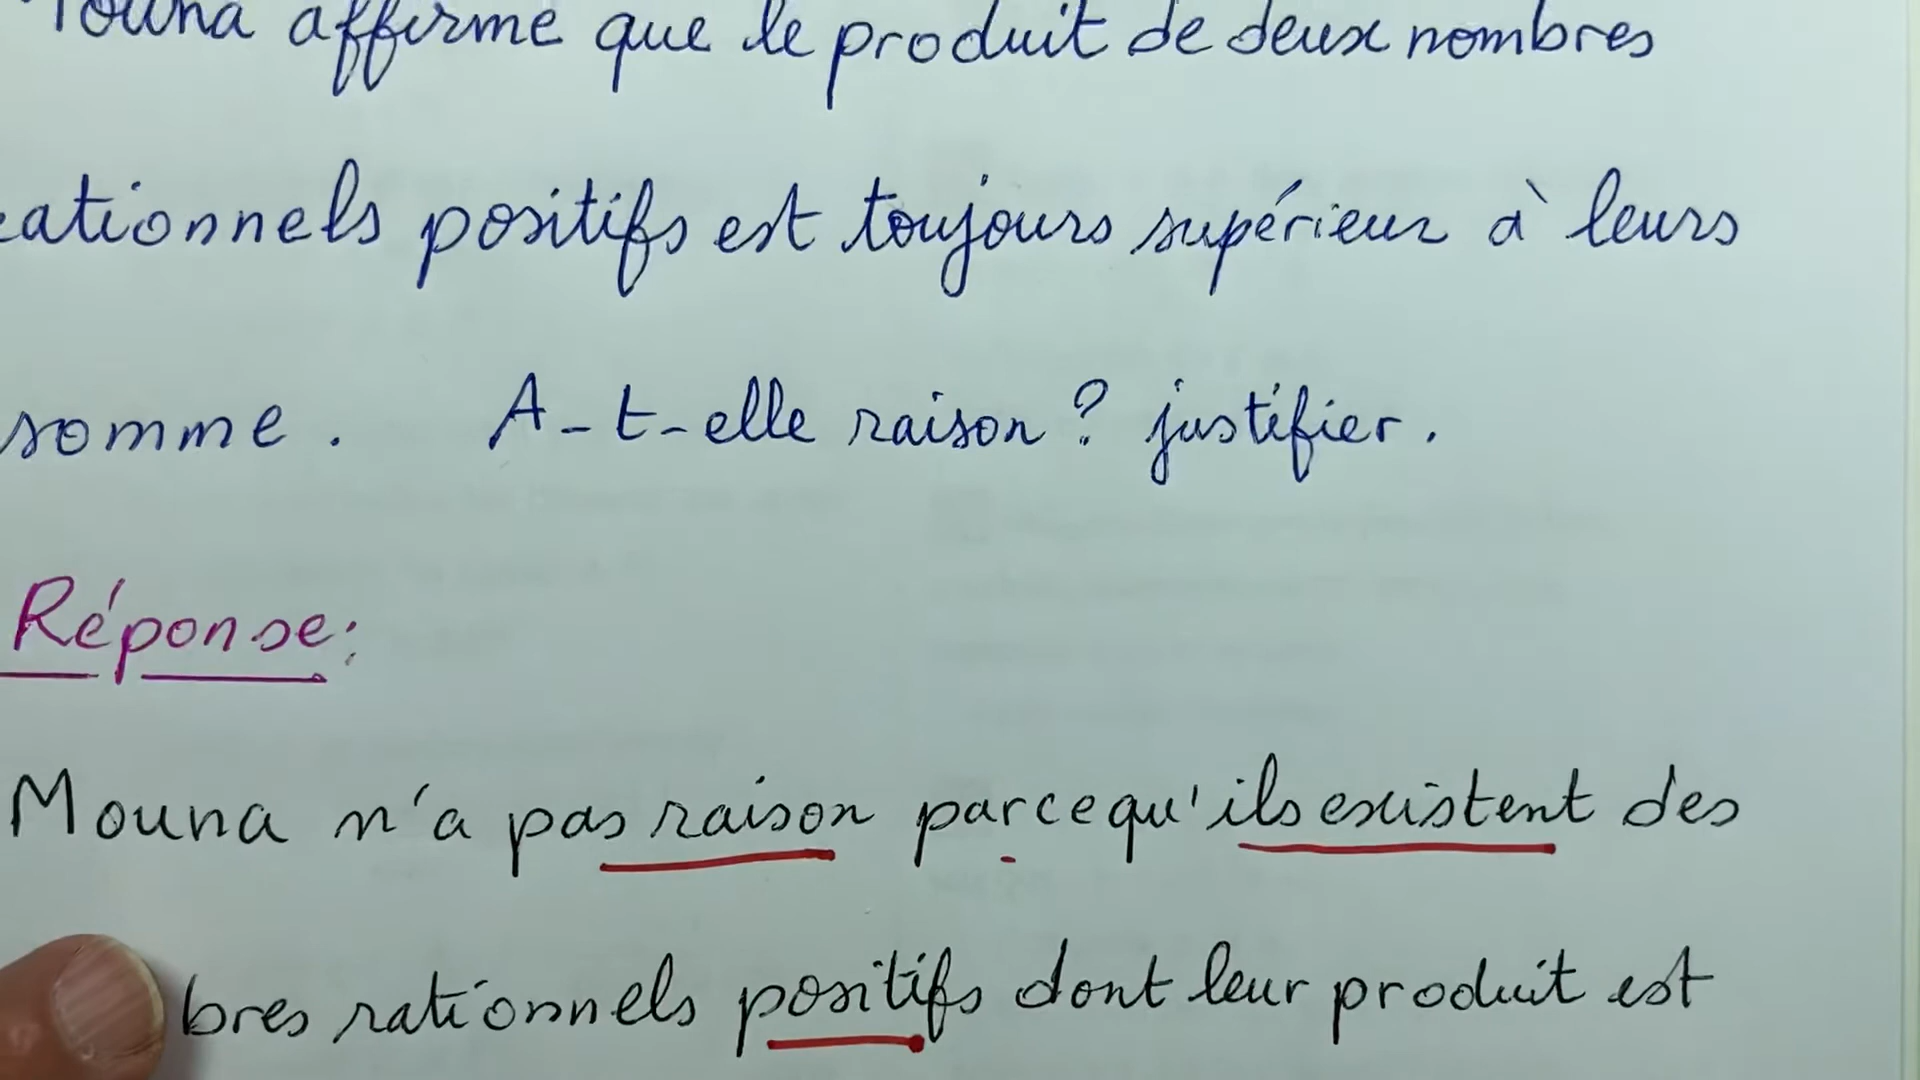 Mouna affirme que le produit de deux nombres
rationnels positifs est toujours supérieur à leurs
somme. A-t-elle raison ? justifier.
Réponse:
Mouna n'a pas raison parcequ'ils existent des
bres rationnels positifs dont leur produit est